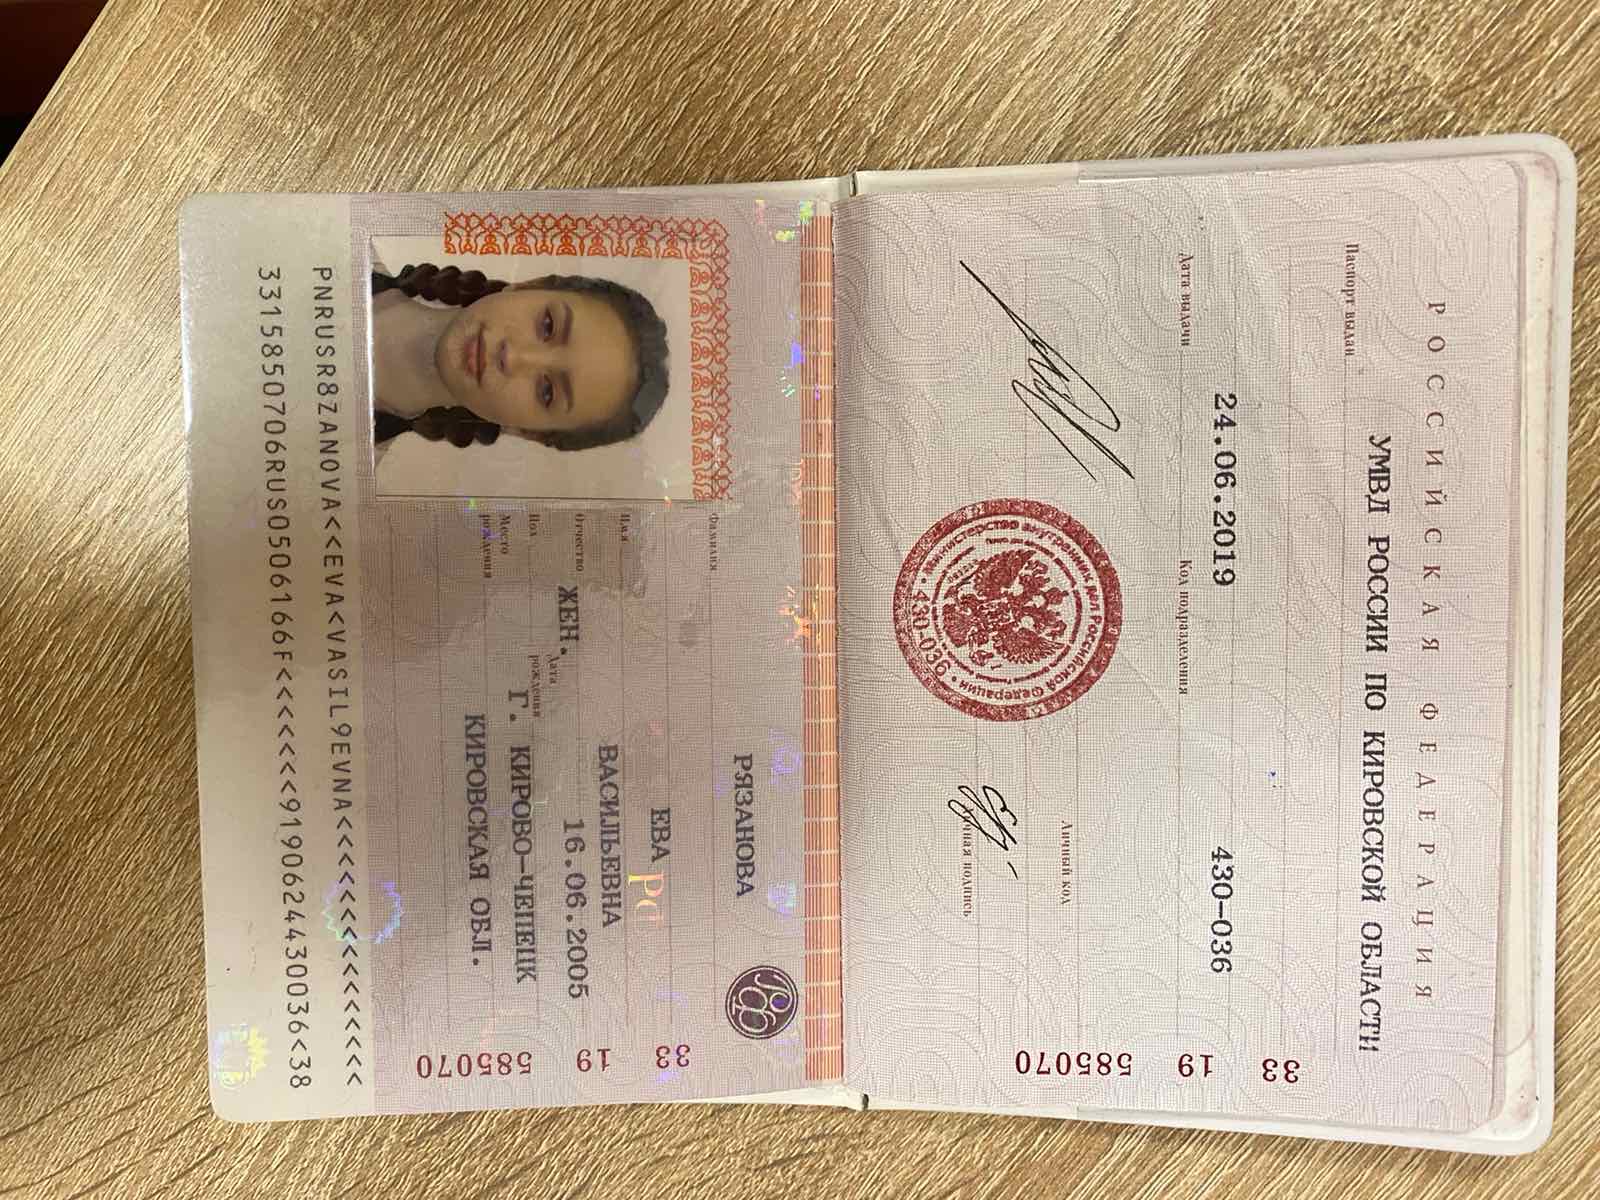 РОССИЙСКАЯ ФЕДЕРАЦИЯ
Паспорт выдан
УМВД РОССИИ ПО КИРОВСКОЙ ОБЛАСТИ
Дата выдачи 24.06.2019 Код подразделения 430-036
Личный код
Личная подпись
МИНИСТЕРСТВО ВНУТРЕННИХ ДЕЛ РОССИЙСКОЙ ФЕДЕРАЦИИ
430-036
33 19 585070
Фамилия РЯЗАНОВА
Имя ЕВА
Отчество ВАСИЛЬЕВНА
Пол ЖЕН. Дата рождения 16.06.2005
Место рождения Г. КИРОВО-ЧЕПЕЦК
КИРОВСКАЯ ОБЛ.
33 19 585070
PNRUSR8ZANOVA<<EVA<VASIL9EVNA<<<<<<<<<<<<<<<
3315850706RUS0506166F<<<<<<<9190624430036<38